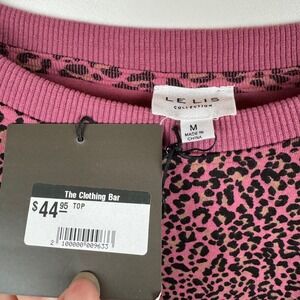 LE LIS
COLLECTION
M
MADE IN
CHINA
The Clothing Bar
$44.95 TOP
2 100000 009633